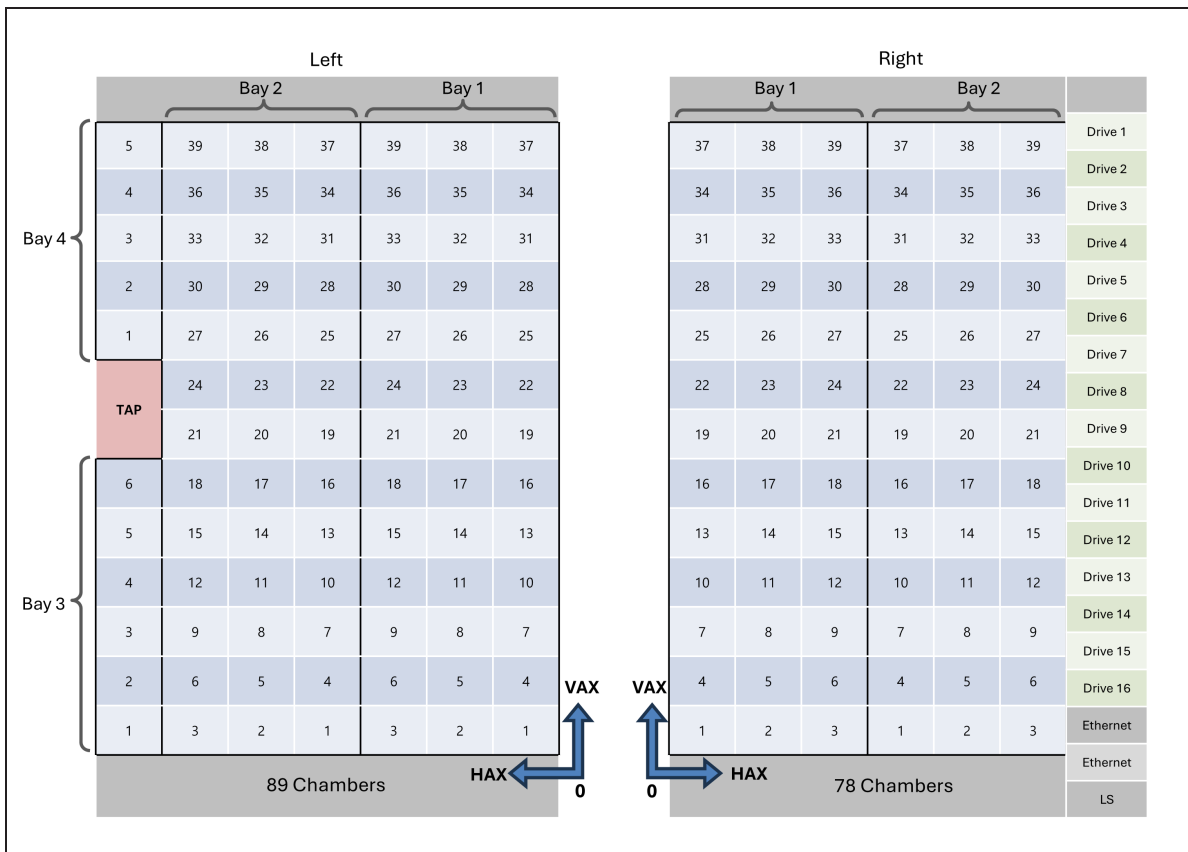 Left
Right
Bay 2 Bay 1
Bay 1 Bay 2
5 39 38 37 39 38 37
4 36 35 34 36 35 34
3 33 32 31 33 32 31
2 30 29 28 30 29 28
1 27 26 25 27 26 25
24 23 22 24 23 22
21 20 19 21 20 19
6 18 17 16 18 17 16
5 15 14 13 15 14 13
4 12 11 10 12 11 10
3 9 8 7 9 8 7
2 6 5 4 6 5 4
1 3 2 1 3 2 1
Bay 4
TAP
Bay 3
89 Chambers
VAX
HAX
0
37 38 39 37 38 39
34 35 36 34 35 36
31 32 33 31 32 33
28 29 30 28 29 30
25 26 27 25 26 27
22 23 24 22 23 24
19 20 21 19 20 21
16 17 18 16 17 18
13 14 15 13 14 15
10 11 12 10 11 12
7 8 9 7 8 9
4 5 6 4 5 6
1 2 3 1 2 3
VAX
HAX
0
78 Chambers
Drive 1
Drive 2
Drive 3
Drive 4
Drive 5
Drive 6
Drive 7
Drive 8
Drive 9
Drive 10
Drive 11
Drive 12
Drive 13
Drive 14
Drive 15
Drive 16
Ethernet
Ethernet
LS